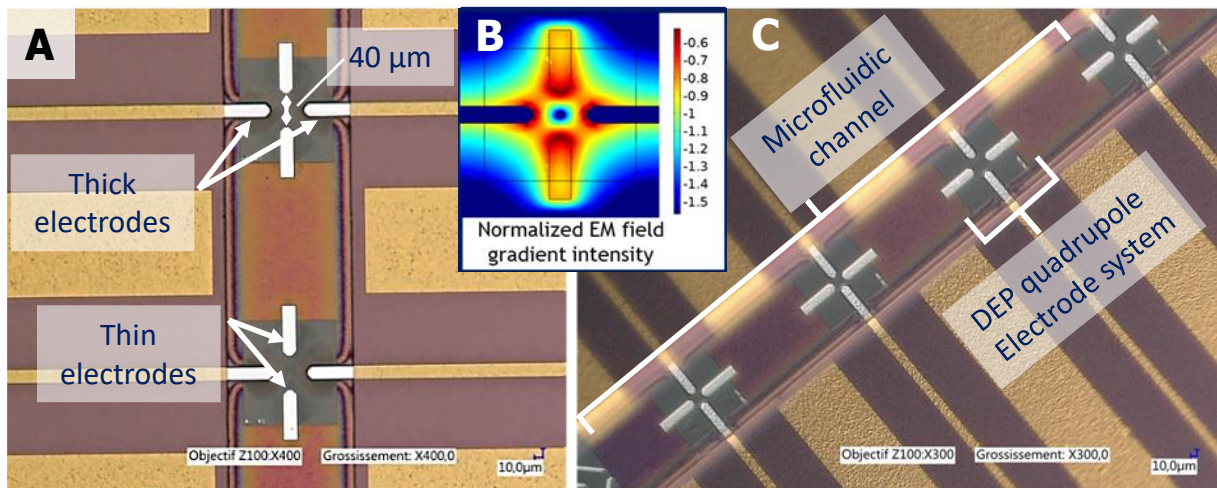 A
40 µm
Thick
electrodes
Thin
electrodes
Objectif Z100:X400
Grossissement: X400,0
10,0µm
B
-0.6
-0.7
-0.8
-0.9
-1
-1.1
-1.2
-1.3
-1.4
-1.5
Normalized EM field
gradient intensity
C
Microfluidic
channel
DEP quadrupole
Electrode system
Objectif Z100:X300
Grossissement: X300,0
10,0µm